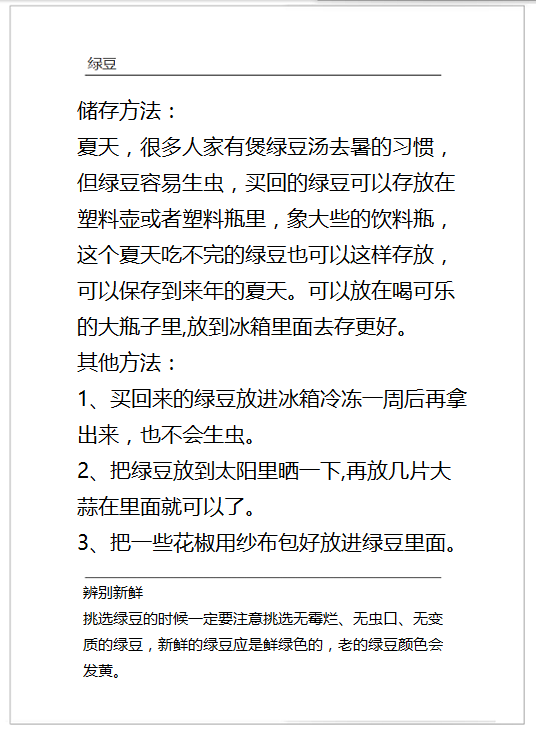 绿豆
储存方法：
夏天，很多人家有煲绿豆汤去暑的习惯，
但绿豆容易生虫，买回的绿豆可以存放在
塑料壶或者塑料瓶里，象大些的饮料瓶，
这个夏天吃不完的绿豆也可以这样存放，
可以保存到来年的夏天。可以放在喝可乐
的大瓶子里,放到冰箱里面去存更好。
其他方法：
1、买回来的绿豆放进冰箱冷冻一周后再拿
出来，也不会生虫。
2、把绿豆放到太阳里晒一下,再放几片大
蒜在里面就可以了。
3、把一些花椒用纱布包好放进绿豆里面。
辨别新鲜
挑选绿豆的时候一定要注意挑选无霉烂、无虫口、无变
质的绿豆，新鲜的绿豆应是鲜绿色的，老的绿豆颜色会
发黄。